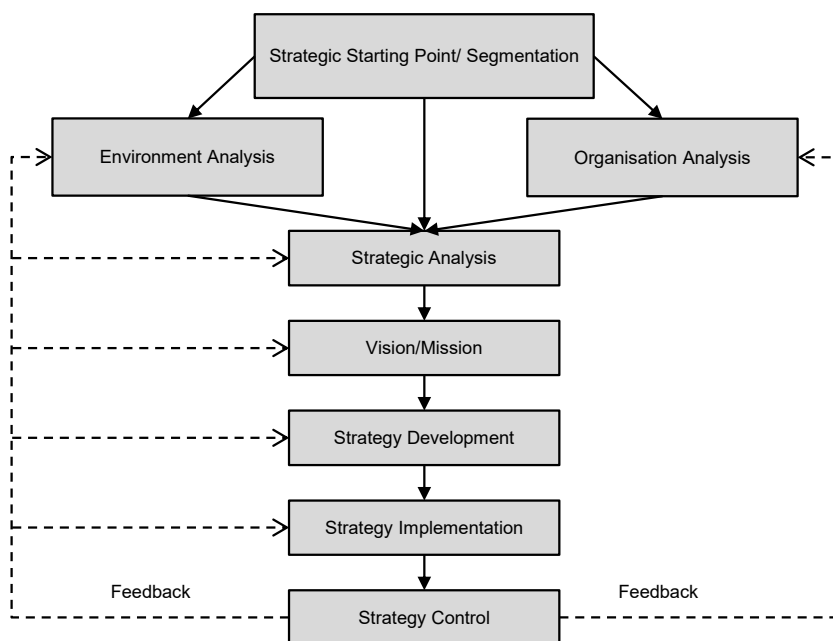 Strategic Starting Point/ Segmentation
Environment Analysis
Organisation Analysis
Strategic Analysis
Vision/Mission
Strategy Development
Strategy Implementation
Feedback
Feedback
Strategy Control